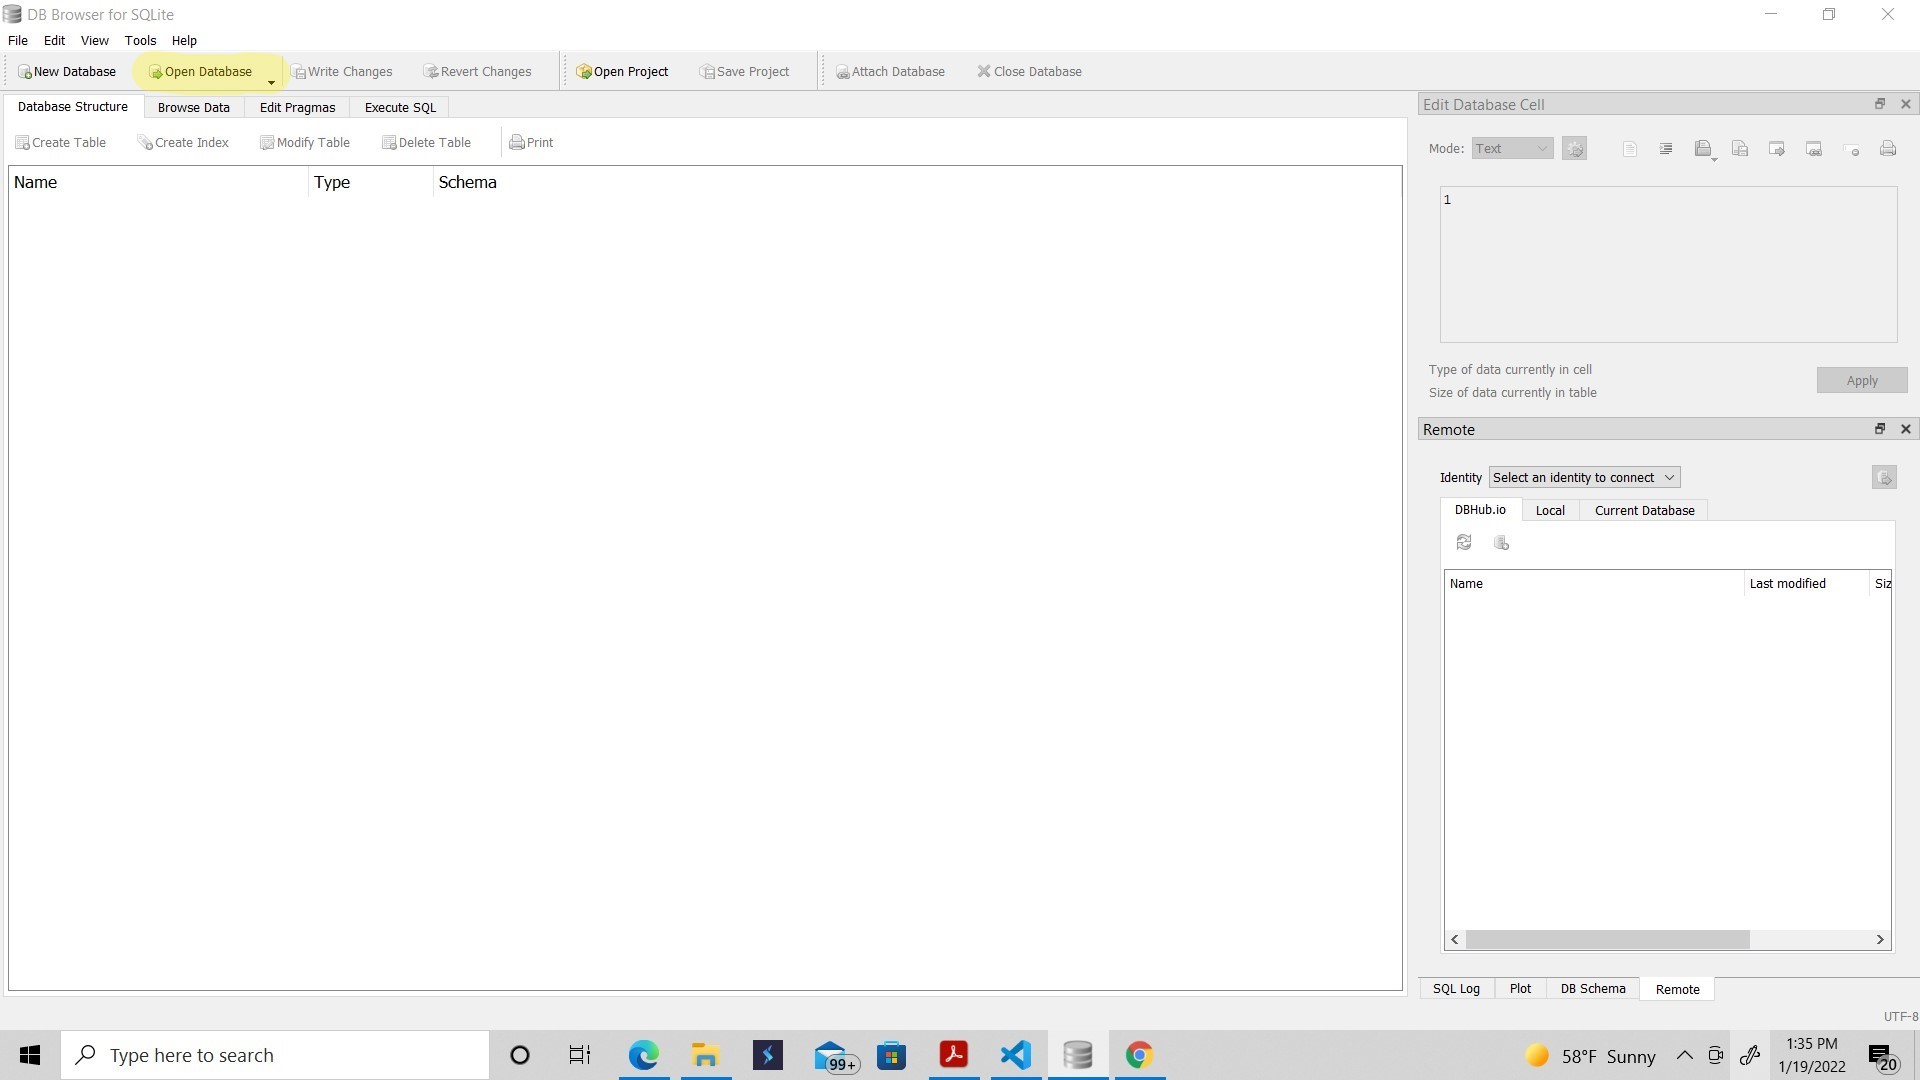 DB Browser for SQLite
File Edit View Tools Help
New Database Open Database Write Changes Revert Changes Open Project Save Project Attach Database Close Database
Database Structure Browse Data Edit Pragmas Execute SQL
Create Table Create Index Modify Table Delete Table Print
Name Type Schema
Edit Database Cell
Mode: Text
1
Type of data currently in cell
Size of data currently in table
Apply
Remote
Identity Select an identity to connect
DBHub.io Local Current Database
Name Last modified Siz
SQL Log Plot DB Schema Remote
UTF-8
Type here to search
99+
58°F Sunny
1:35 PM
1/19/2022
20